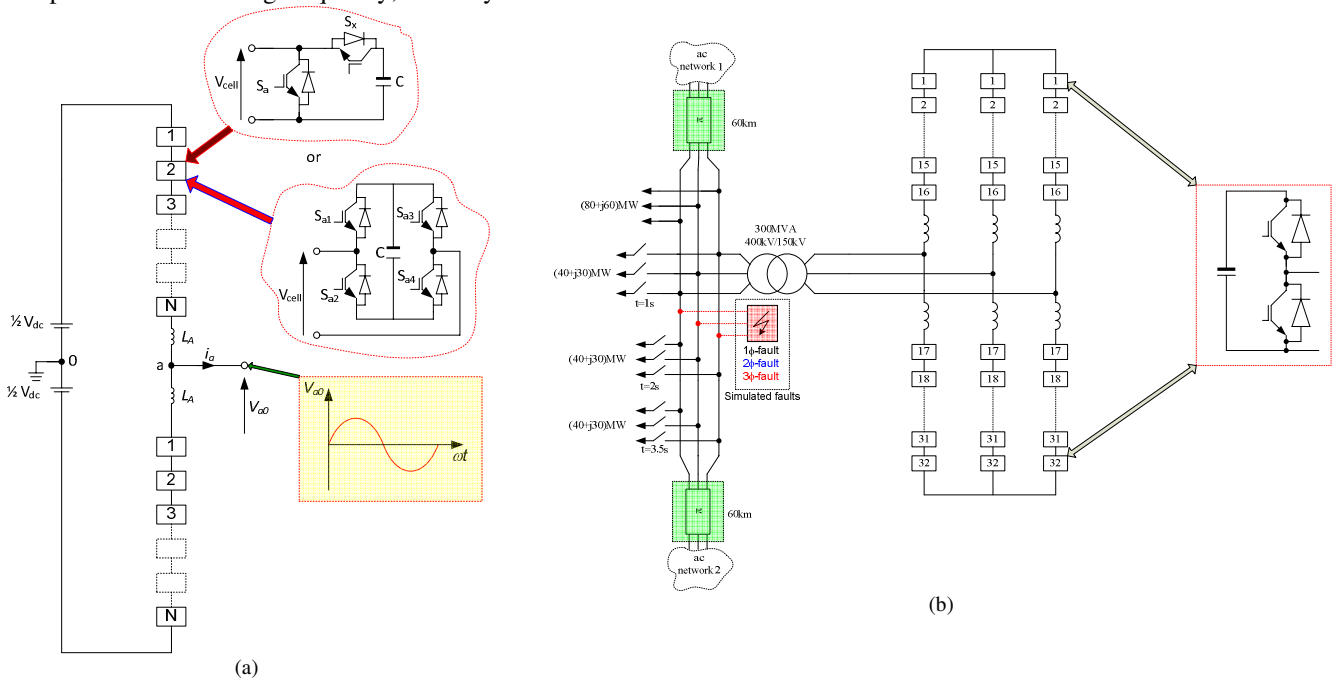 Sₓ
V_cell
Sₐ
C
1
or
2
3
S_a1
S_a3
C
S_a2
S_a4
V_cell
N
½ V_dc
L_A
0
a
i_a
½ V_dc
L_A
V_a0
V_a0
ωt
1
2
3
N
(a)
ac
network 1
60km
(80+j60)MW
300MVA
400kV/150kV
(40+j30)MW
t=1s
1ϕ-fault
2ϕ-fault
3ϕ-fault
Simulated faults
(40+j30)MW
t=2s
(40+j30)MW
t=3.5s
60km
ac
network 2
1 1 1
2 2 2
15 15 15
16 16 16
17 17 17
18 18 18
31 31 31
32 32 32
(b)